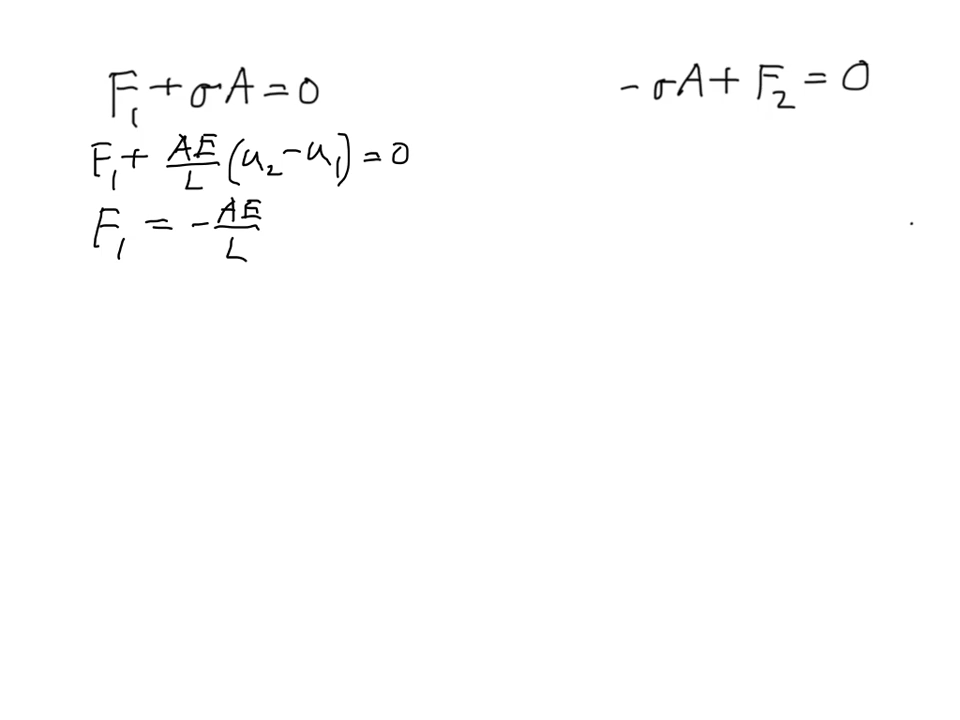 F₁ + σA = 0
-σA + F₂ = 0
F₁ + AE/L (u₂ - u₁) = 0
F₁ = -AE/L